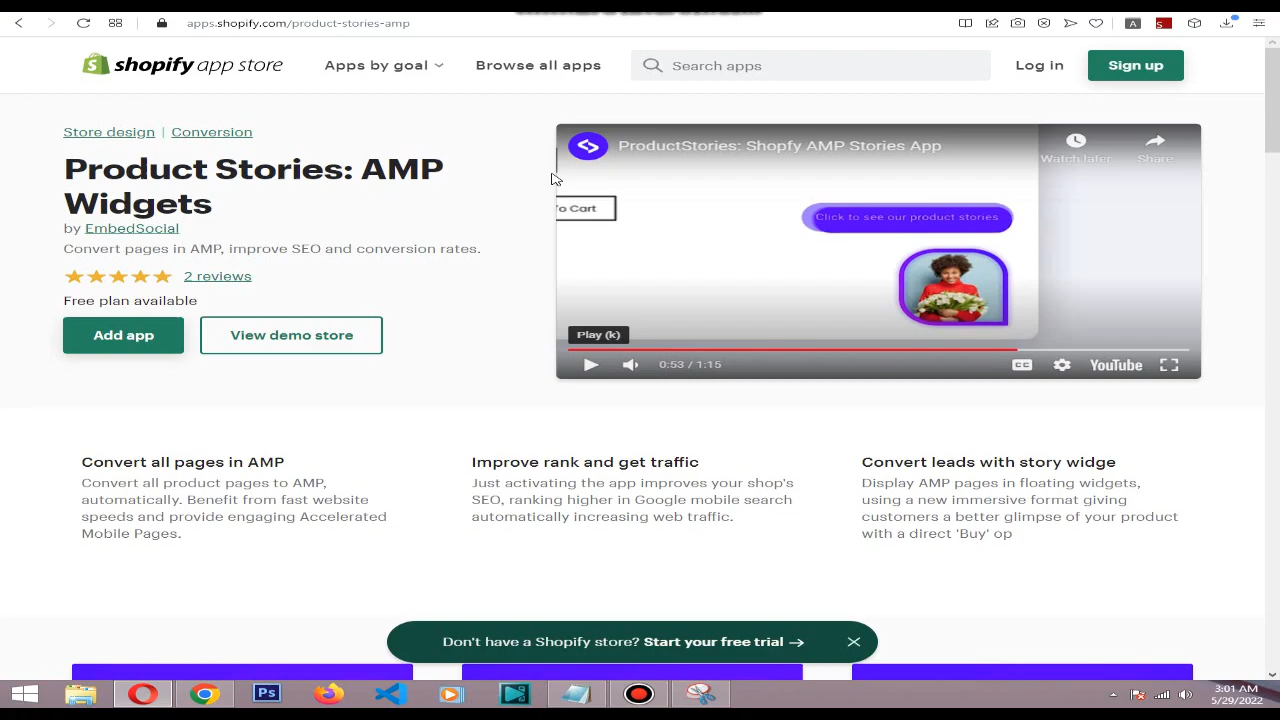 apps.shopify.com/product-stories-amp
shopify app store
Apps by goal
Browse all apps
Search apps
Log in
Sign up
Store design | Conversion
Product Stories: AMP
Widgets
by EmbedSocial
Convert pages in AMP, improve SEO and conversion rates.
2 reviews
Free plan available
Add app
View demo store
ProductStories: Shopfy AMP Stories App
Watch later
Share
To Cart
Click to see our product stories
Play (k)
0:53 / 1:15
CC
YouTube
Convert all pages in AMP
Convert all product pages to AMP,
automatically. Benefit from fast website
speeds and provide engaging Accelerated
Mobile Pages.
Improve rank and get traffic
Just activating the app improves your shop's
SEO, ranking higher in Google mobile search
automatically increasing web traffic.
Convert leads with story widge
Display AMP pages in floating widgets,
using a new immersive format giving
customers a better glimpse of your product
with a direct 'Buy' op
Don't have a Shopify store? Start your free trial →
Ps
3:01 AM
5/29/2022